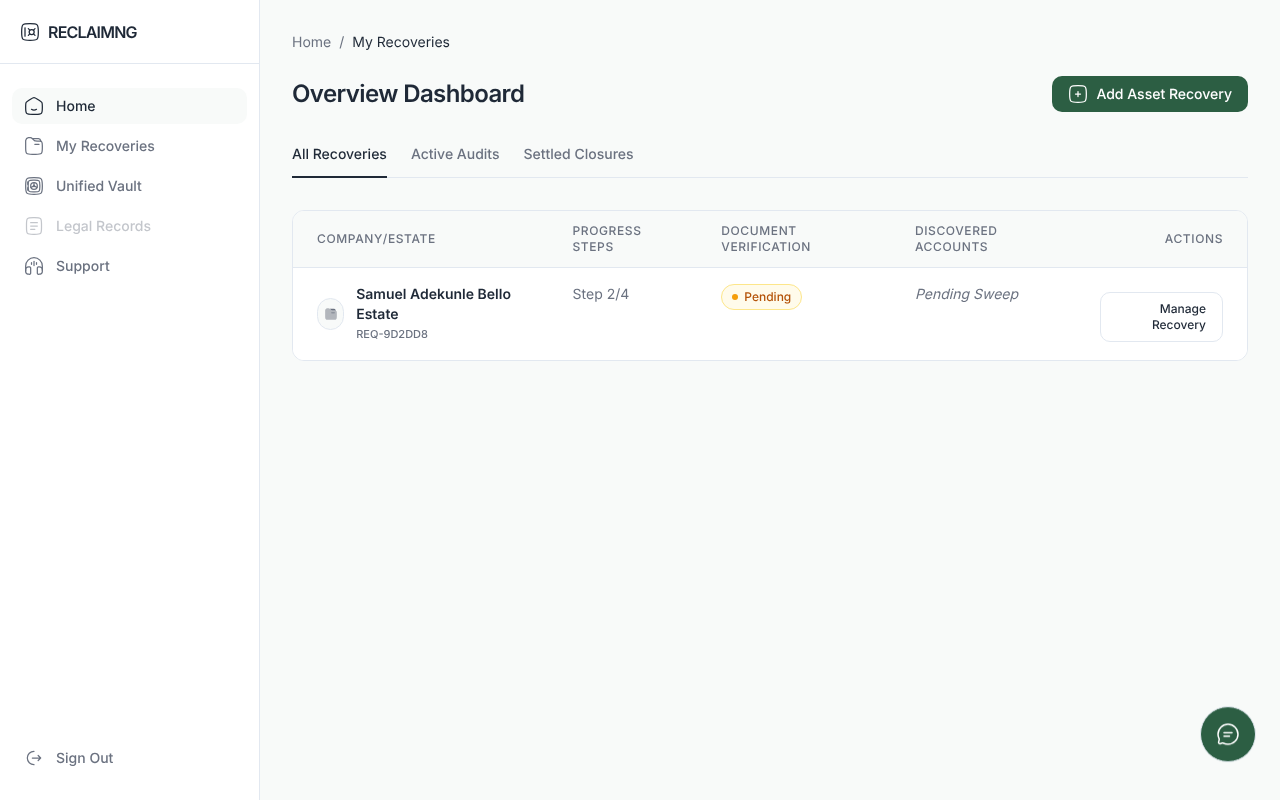 RECLAIMNG
Home
My Recoveries
Unified Vault
Legal Records
Support
Sign Out
Home / My Recoveries
Overview Dashboard
Add Asset Recovery
All Recoveries
Active Audits
Settled Closures
COMPANY/ESTATE
PROGRESS
STEPS
DOCUMENT
VERIFICATION
DISCOVERED
ACCOUNTS
ACTIONS
Samuel Adekunle Bello
Estate
REQ-9D2DD8
Step 2/4
Pending
Pending Sweep
Manage
Recovery